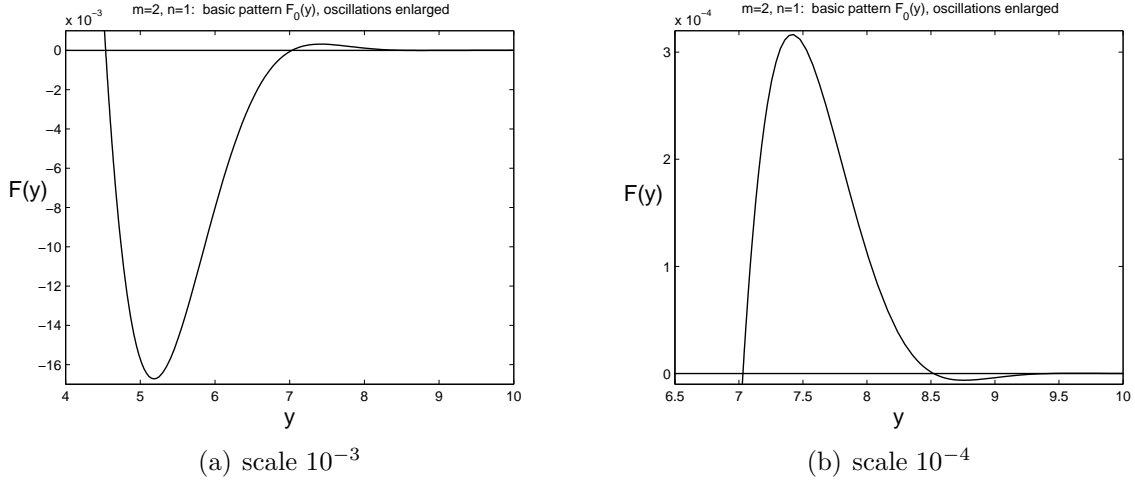 m=2, n=1: basic pattern F₀(y), oscillations enlarged
x 10⁻³
0
−2
−4
−6
−8
−10
−12
−14
−16
F(y)
4 5 6 7 8 9 10
y
(a) scale 10⁻³
m=2, n=1: basic pattern F₀(y), oscillations enlarged
x 10⁻⁴
3
2
1
0
F(y)
6.5 7 7.5 8 8.5 9 9.5 10
y
(b) scale 10⁻⁴